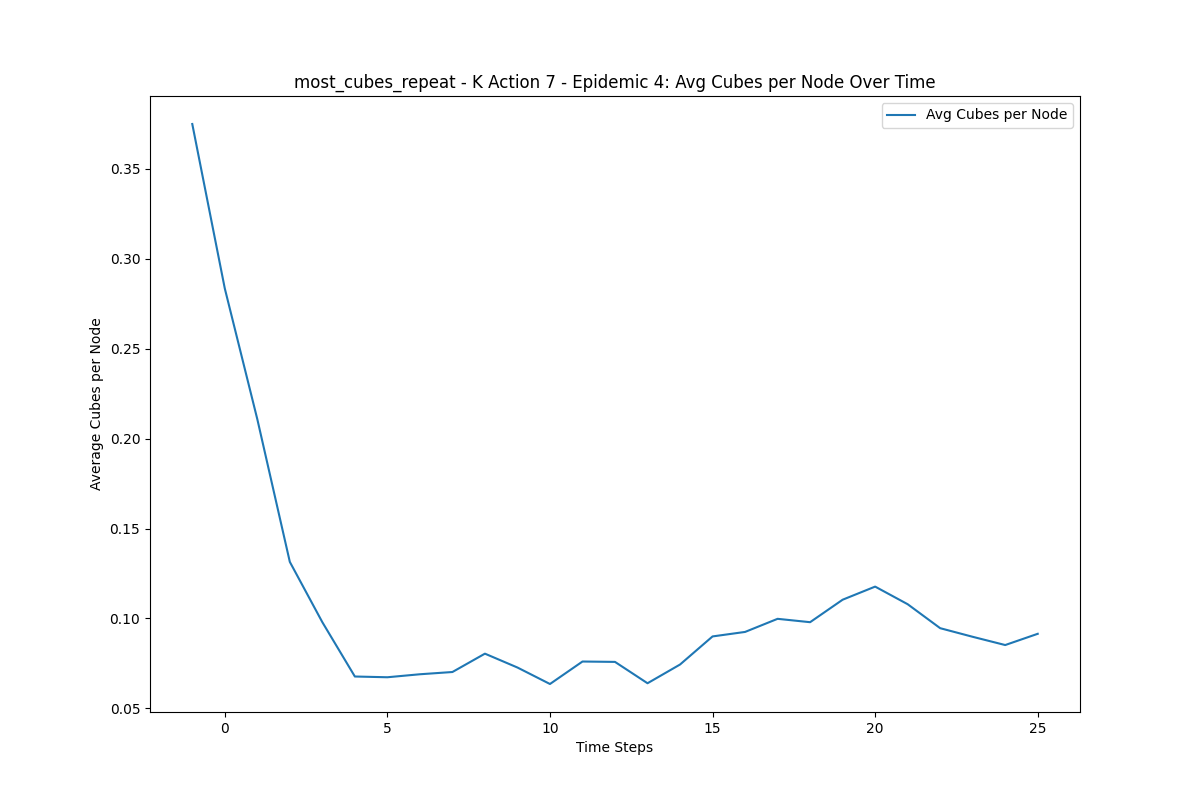 most_cubes_repeat - K Action 7 - Epidemic 4: Avg Cubes per Node Over Time
Avg Cubes per Node
Average Cubes per Node
0.35
0.30
0.25
0.20
0.15
0.10
0.05
0 5 10 15 20 25
Time Steps